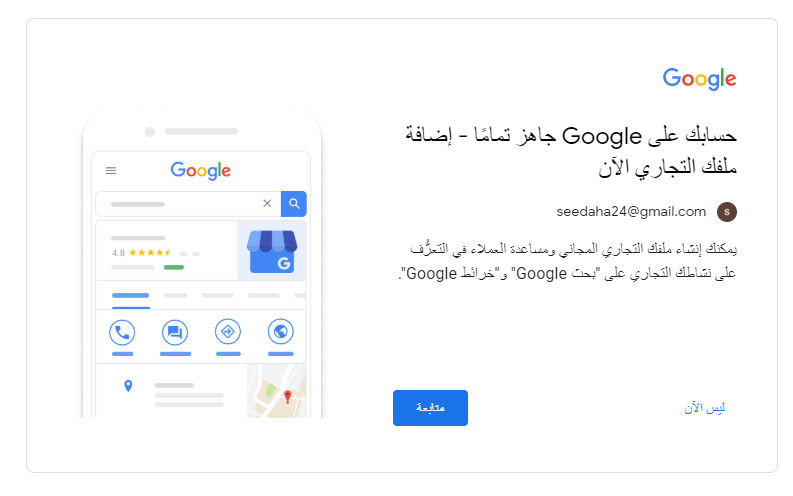 Google
حسابك على Google جاهز تمامًا - إضافة
ملفك التجاري الآن
seedaha24@gmail.com
s
يمكنك إنشاء ملفك التجاري المجاني ومساعدة العملاء في التعرُّف
على نشاطك التجاري على "بحث Google" و"خرائط Google".
متابعة
ليس الآن
Google
4.8
G